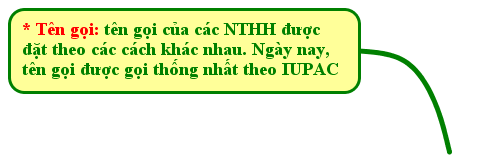 * Tên gọi: tên gọi của các NTHH được
đặt theo các cách khác nhau. Ngày nay,
tên gọi được gọi thống nhất theo IUPAC